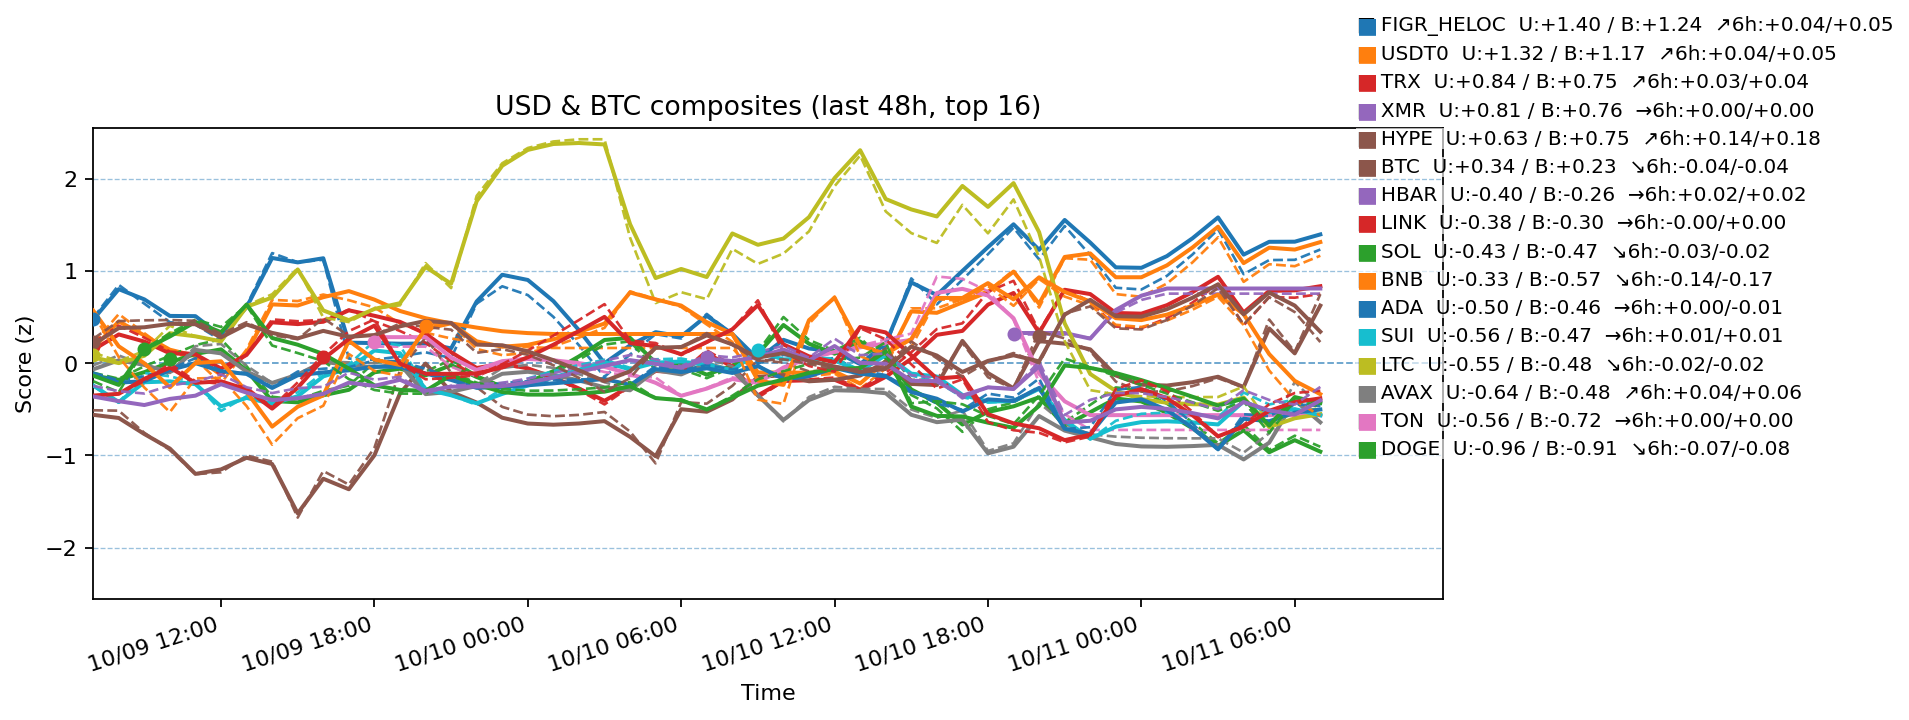 FIGR_HELOC U:+1.40 / B:+1.24 ↗6h:+0.04/+0.05
USDT0 U:+1.32 / B:+1.17 ↗6h:+0.04/+0.05
TRX U:+0.84 / B:+0.75 ↗6h:+0.03/+0.04
XMR U:+0.81 / B:+0.76 →6h:+0.00/+0.00
HYPE U:+0.63 / B:+0.75 ↗6h:+0.14/+0.18
BTC U:+0.34 / B:+0.23 ↘6h:-0.04/-0.04
HBAR U:-0.40 / B:-0.26 →6h:+0.02/+0.02
LINK U:-0.38 / B:-0.30 →6h:-0.00/+0.00
SOL U:-0.43 / B:-0.47 ↘6h:-0.03/-0.02
BNB U:-0.33 / B:-0.57 ↘6h:-0.14/-0.17
ADA U:-0.50 / B:-0.46 →6h:+0.00/-0.01
SUI U:-0.56 / B:-0.47 →6h:+0.01/+0.01
LTC U:-0.55 / B:-0.48 ↘6h:-0.02/-0.02
AVAX U:-0.64 / B:-0.48 ↗6h:+0.04/+0.06
TON U:-0.56 / B:-0.72 →6h:+0.00/+0.00
DOGE U:-0.96 / B:-0.91 ↘6h:-0.07/-0.08
USD & BTC composites (last 48h, top 16)
Score (z)
2
1
0
−1
−2
10/09 12:00
10/09 18:00
10/10 00:00
10/10 06:00
10/10 12:00
10/10 18:00
10/11 00:00
10/11 06:00
Time